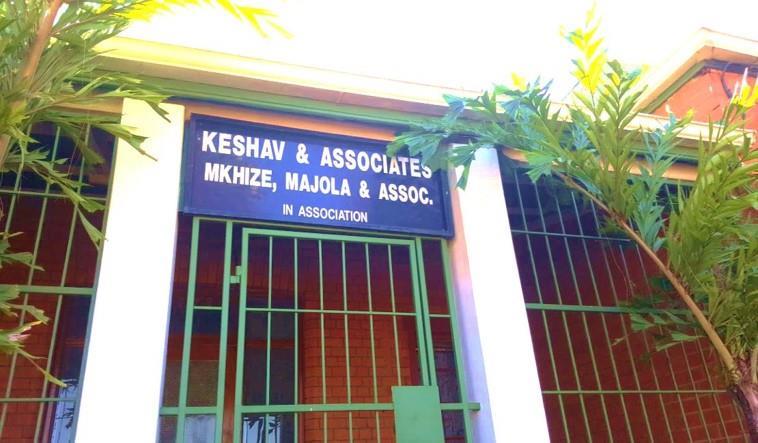 KESHAV & ASSOCIATES
MKHIZE, MAJOLA & ASSOC.
IN ASSOCIATION